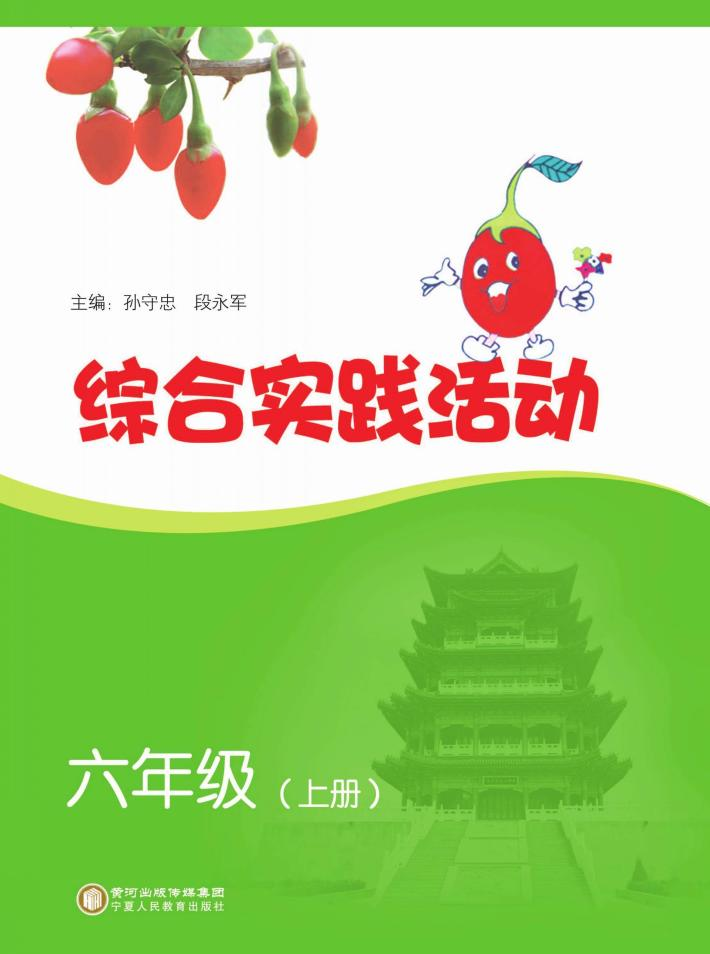 主编：孙守忠 段永军
综合实践活动
六年级（上册）
黄河出版传媒集团
宁夏人民教育出版社